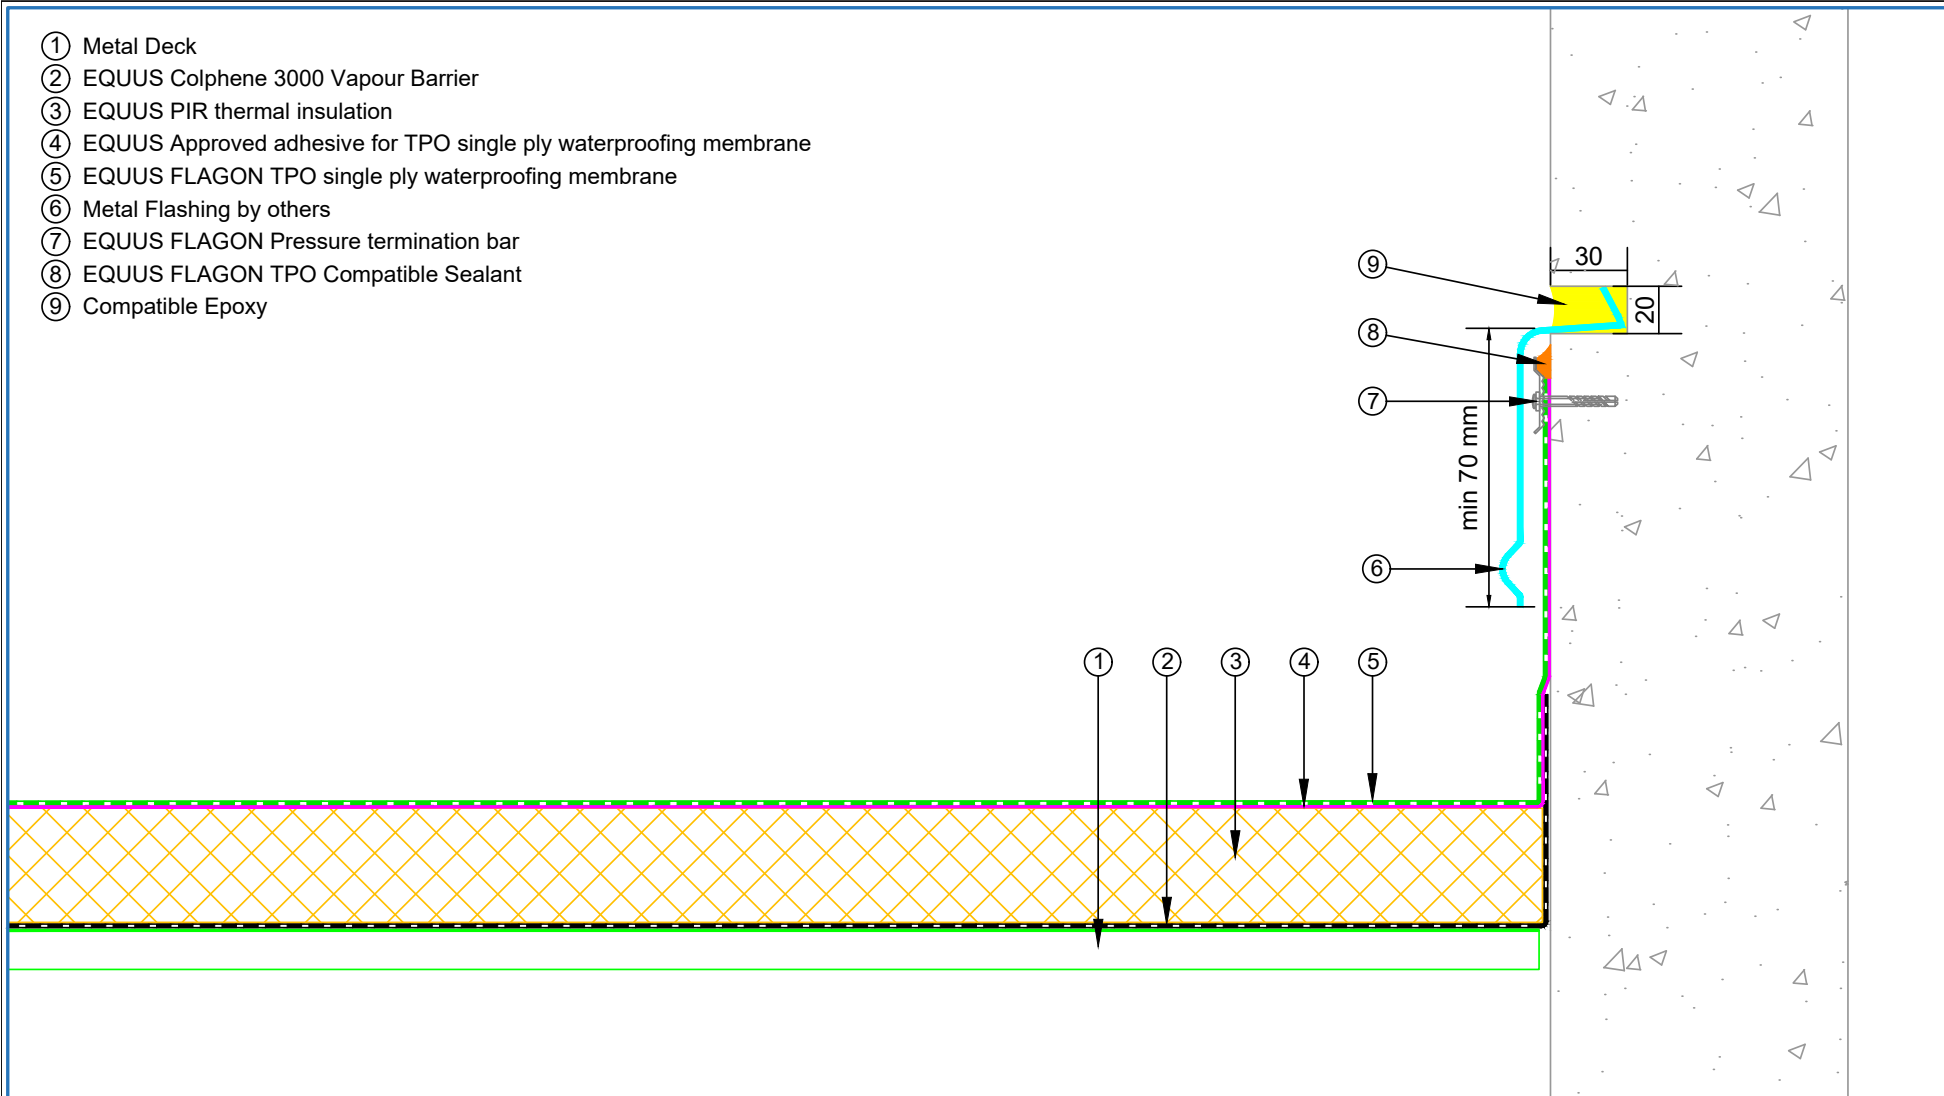 ① Metal Deck
② EQUUS Colphene 3000 Vapour Barrier
③ EQUUS PIR thermal insulation
④ EQUUS Approved adhesive for TPO single ply waterproofing membrane
⑤ EQUUS FLAGON TPO single ply waterproofing membrane
⑥ Metal Flashing by others
⑦ EQUUS FLAGON Pressure termination bar
⑧ EQUUS FLAGON TPO Compatible Sealant
⑨ Compatible Epoxy
30
⑨
20
⑧
⑦
min 70 mm
⑥
① ② ③ ④ ⑤